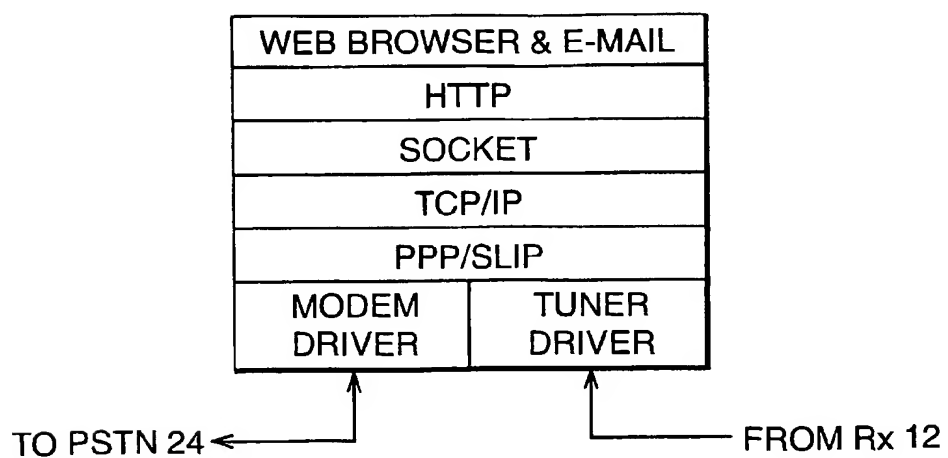 WEB BROWSER & E-MAIL
HTTP
SOCKET
TCP/IP
PPP/SLIP
MODEM
DRIVER
TUNER
DRIVER
TO PSTN 24
FROM Rx 12